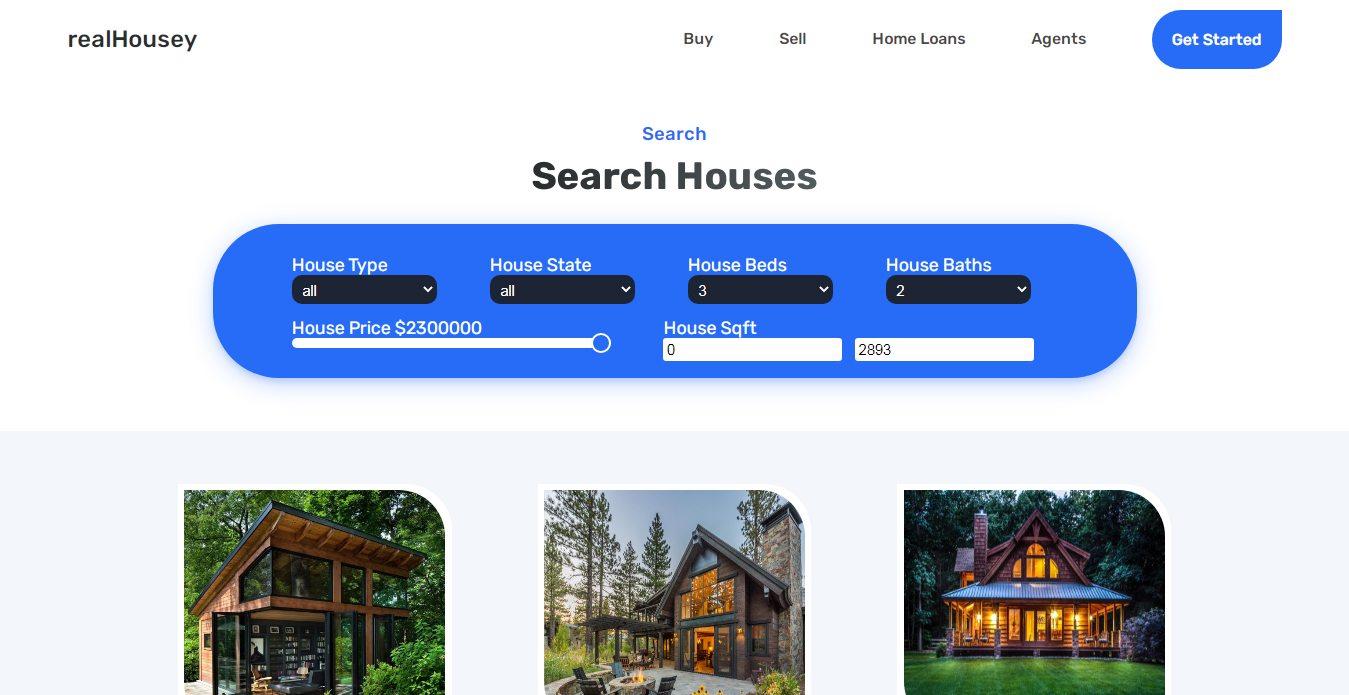 realHousey Buy Sell Home Loans Agents Get Started
Search
Search Houses
House Type House State House Beds House Baths
all all 3 2
House Price $2300000 House Sqft
0 2893